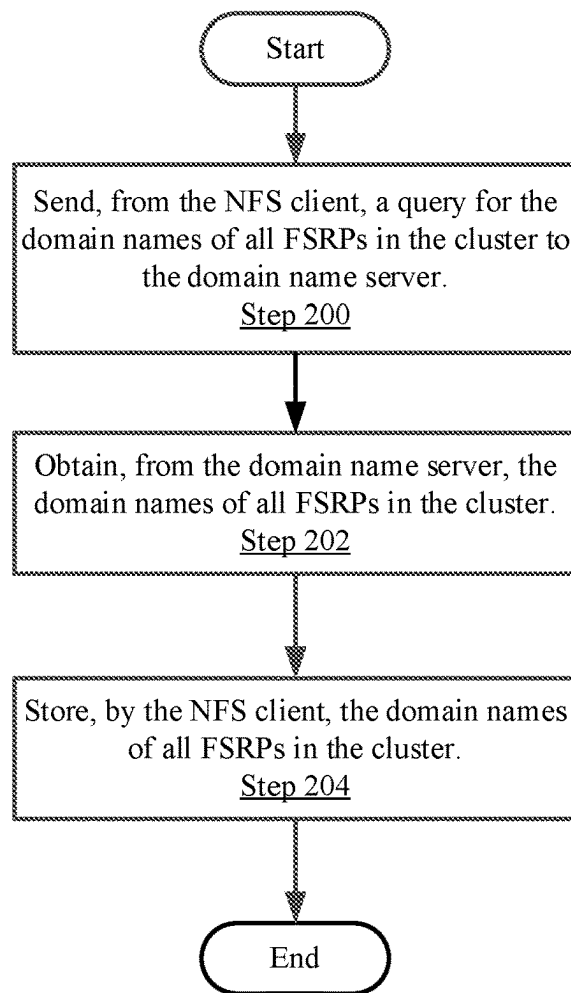 Start
Send, from the NFS client, a query for the
domain names of all FSRPs in the cluster to
the domain name server.
Step 200
Obtain, from the domain name server, the
domain names of all FSRPs in the cluster.
Step 202
Store, by the NFS client, the domain names
of all FSRPs in the cluster.
Step 204
End